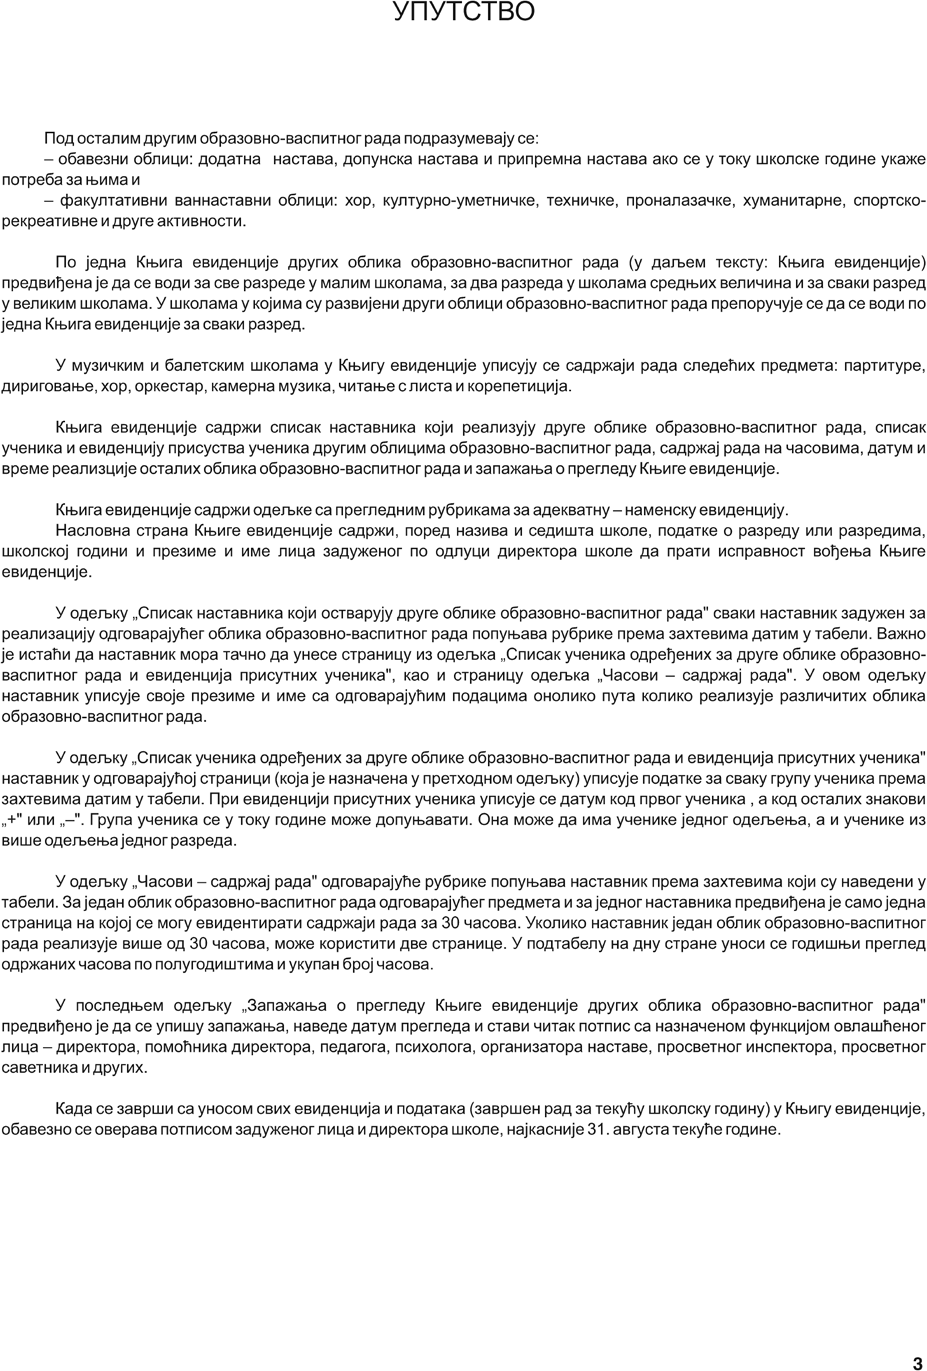 УПУТСТВО
Под осталим другим образовно-васпитног рада подразумевају се:
– обавезни облици: додатна настава, допунска настава и припремна настава ако се у току школске године укаже
потреба за њима и
– факултативни ваннаставни облици: хор, културно-уметничке, техничке, проналазачке, хуманитарне, спортско-
рекреативне и друге активности.
По једна Књига евиденције других облика образовно-васпитног рада (у даљем тексту: Књига евиденције)
предвиђена је да се води за све разреде у малим школама, за два разреда у школама средњих величина и за сваки разред
у великим школама. У школама у којима су развијени други облици образовно-васпитног рада препоручује се да се води по
једна Књига евиденције за сваки разред.
У музичким и балетским школама у Књигу евиденције уписују се садржаји рада следећих предмета: партитуре,
дириговање, хор, оркестар, камерна музика, читање с листа и корепетиција.
Књига евиденције садржи списак наставника који реализују друге облике образовно-васпитног рада, списак
ученика и евиденцију присуства ученика другим облицима образовно-васпитног рада, садржај рада на часовима, датум и
време реализције осталих облика образовно-васпитног рада и запажања о прегледу Књиге евиденције.
Књига евиденције садржи одељке са прегледним рубрикама за адекватну – наменску евиденцију.
Насловна страна Књиге евиденције садржи, поред назива и седишта школе, податке о разреду или разредима,
школској години и презиме и име лица задуженог по одлуци директора школе да прати исправност вођења Књиге
евиденције.
У одељку „Списак наставника који остварују друге облике образовно-васпитног рада" сваки наставник задужен за
реализацију одговарајућег облика образовно-васпитног рада попуњава рубрике према захтевима датим у табели. Важно
је истаћи да наставник мора тачно да унесе страницу из одељка „Списак ученика одређених за друге облике образовно-
васпитног рада и евиденција присутних ученика", као и страницу одељка „Часови – садржај рада". У овом одељку
наставник уписује своје презиме и име са одговарајућим подацима онолико пута колико реализује различитих облика
образовно-васпитног рада.
У одељку „Списак ученика одређених за друге облике образовно-васпитног рада и евиденција присутних ученика"
наставник у одговарајућој страници (која је назначена у претходном одељку) уписује податке за сваку групу ученика према
захтевима датим у табели. При евиденцији присутних ученика уписује се датум код првог ученика , а код осталих знакови
„+" или „–". Група ученика се у току године може допуњавати. Она може да има ученике једног одељења, а и ученике из
више одељења једног разреда.
У одељку „Часови – садржај рада" одговарајуће рубрике попуњава наставник према захтевима који су наведени у
табели. За један облик образовно-васпитног рада одговарајућег предмета и за једног наставника предвиђена је само једна
страница на којој се могу евидентирати садржаји рада за 30 часова. Уколико наставник један облик образовно-васпитног
рада реализује више од 30 часова, може користити две странице. У подтабелу на дну стране уноси се годишњи преглед
одржаних часова по полугодиштима и укупан број часова.
У последњем одељку „Запажања о прегледу Књиге евиденције других облика образовно-васпитног рада"
предвиђено је да се упишу запажања, наведе датум прегледа и стави читак потпис са назначеном функцијом овлашћеног
лица – директора, помоћника директора, педагога, психолога, организатора наставе, просветног инспектора, просветног
саветника и других.
Када се заврши са уносом свих евиденција и података (завршен рад за текућу школску годину) у Књигу евиденције,
обавезно се оверава потписом задуженог лица и директора школе, најкасније 31. августа текуће године.
3